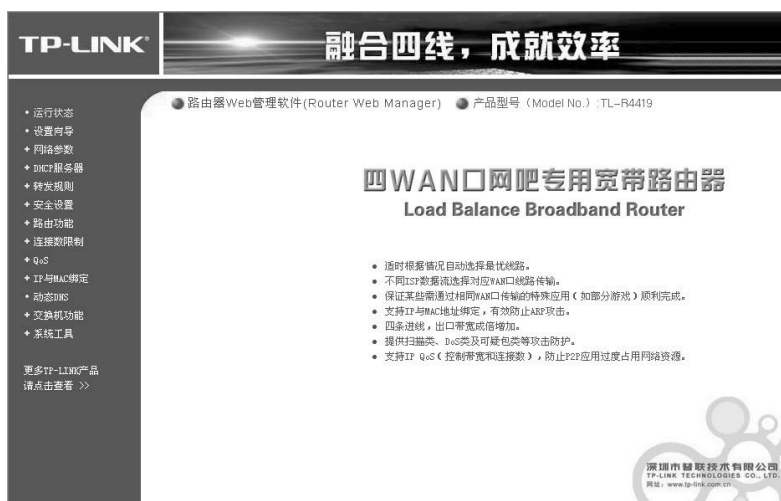 TP-LINK®
融合四线，成就效率
路由器Web管理软件(Router Web Manager) 产品型号（Model No.）:TL-R4419
• 运行状态
• 设置向导
+ 网络参数
+ DHCP服务器
+ 转发规则
+ 安全设置
+ 路由功能
+ 连接数限制
+ QoS
+ IP与MAC绑定
• 动态DNS
+ 交换机功能
+ 系统工具
更多TP-LINK产品
请点击查看 >>
四WAN口网吧专用宽带路由器
Load Balance Broadband Router
• 适时根据情况自动选择最优线路。
• 不同ISP数据流选择对应WAN口线路传输。
• 保证某些需通过相同WAN口传输的特殊应用（如部分游戏）顺利完成。
• 支持IP与MAC地址绑定，有效防止ARP攻击。
• 四条进线，出口带宽成倍增加。
• 提供扫描类、DoS类及可疑包类等攻击防护。
• 支持IP QoS（控制带宽和连接数），防止P2P应用过度占用网络资源。
深圳市普联技术有限公司
TP-LINK TECHNOLOGIES CO., LTD.
网址：www.tp-link.com.cn